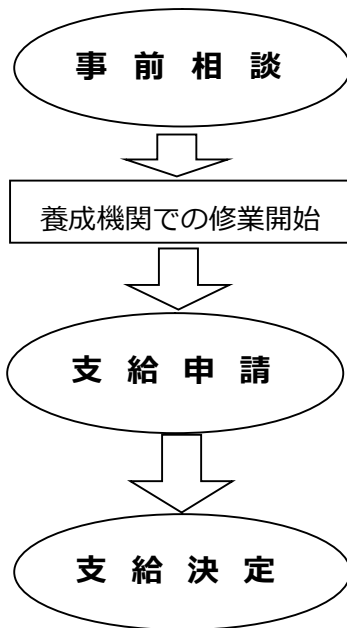 事 前 相 談
養成機関での修業開始
支 給 申 請
支 給 決 定